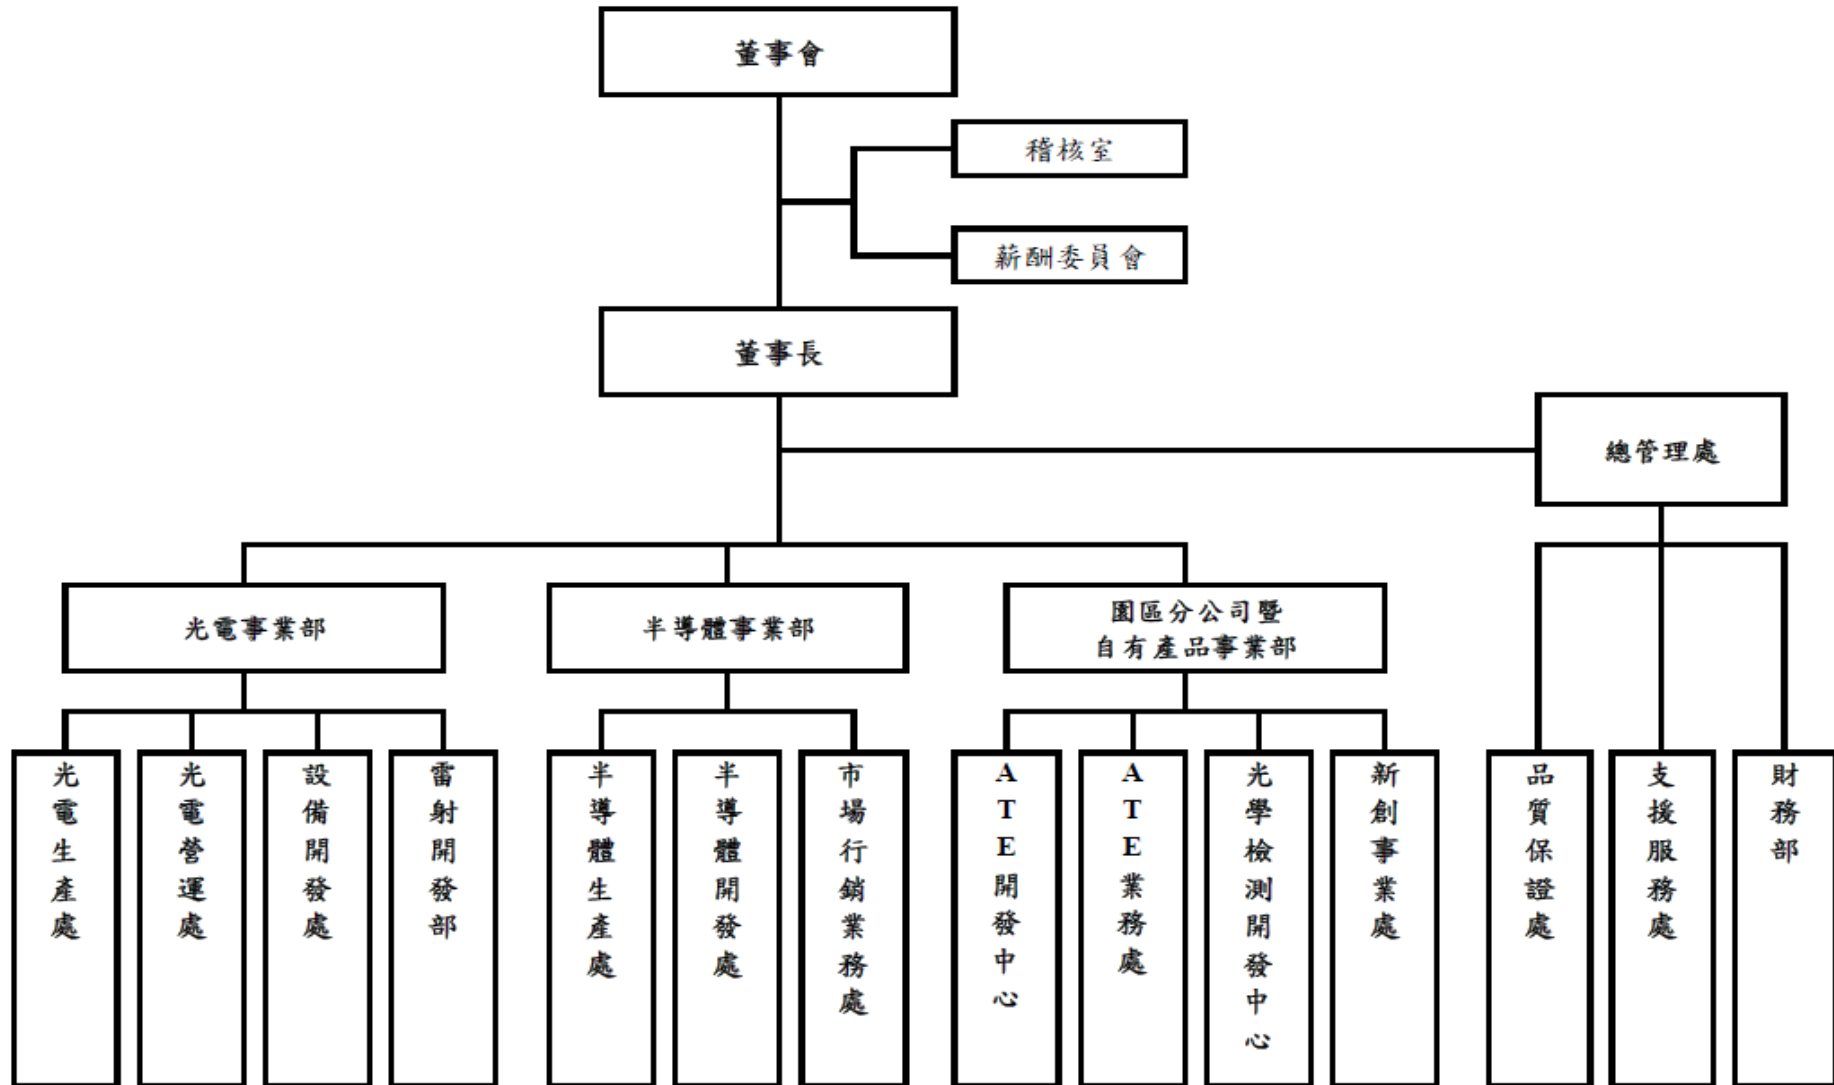 董事會
稽核室
薪酬委員會
董事長
總管理處
光電事業部
半導體事業部
園區分公司暨
自有產品事業部
光電生產處
光電營運處
設備開發處
雷射開發部
半導體生產處
半導體開發處
市場行銷業務處
ATE開發中心
ATE業務處
光學檢測開發中心
新創事業處
品質保證處
支援服務處
財務部